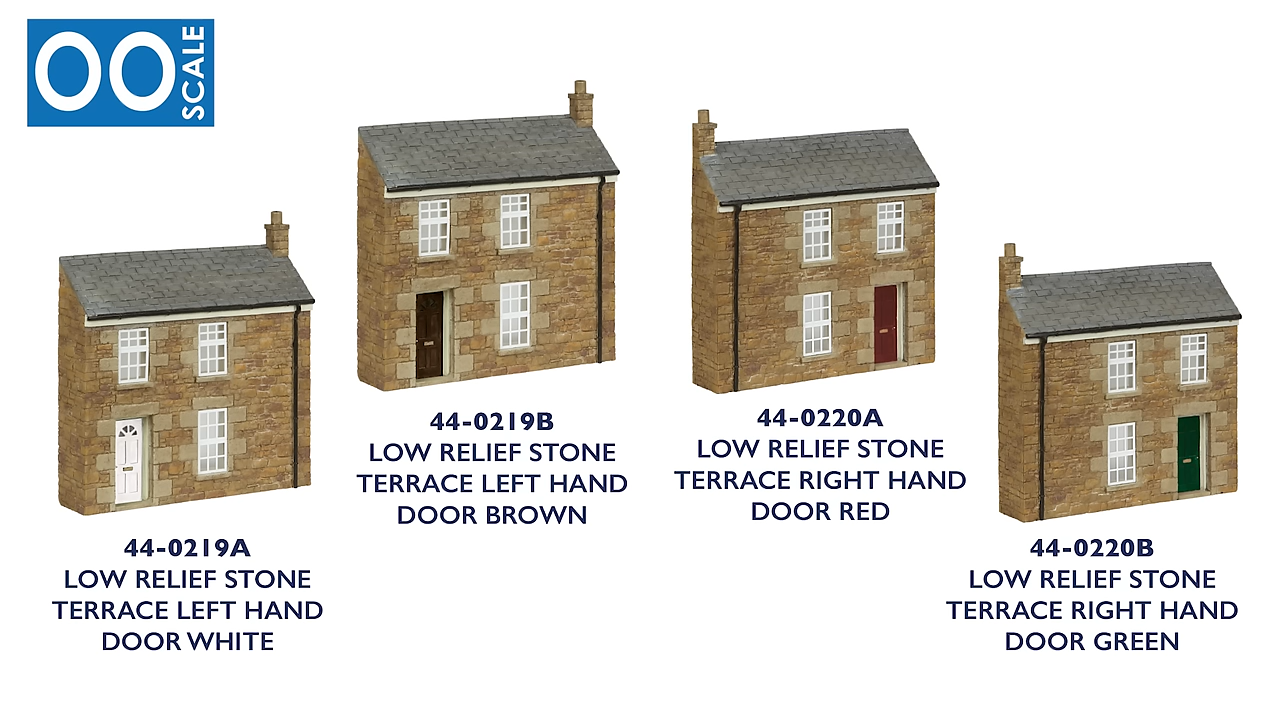 OO SCALE
44-0219B
LOW RELIEF STONE
TERRACE LEFT HAND
DOOR BROWN
44-0220A
LOW RELIEF STONE
TERRACE RIGHT HAND
DOOR RED
44-0219A
LOW RELIEF STONE
TERRACE LEFT HAND
DOOR WHITE
44-0220B
LOW RELIEF STONE
TERRACE RIGHT HAND
DOOR GREEN